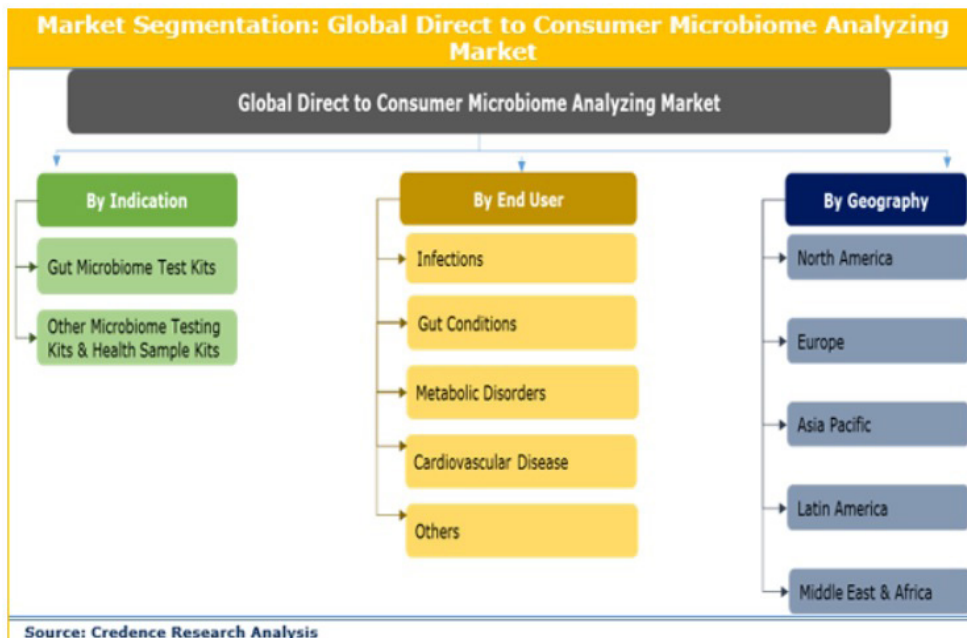 Market Segmentation: Global Direct to Consumer Microbiome Analyzing
Market
Global Direct to Consumer Microbiome Analyzing Market
By Indication
Gut Microbiome Test Kits
Other Microbiome Testing
Kits & Health Sample Kits
By End User
Infections
Gut Conditions
Metabolic Disorders
Cardiovascular Disease
Others
By Geography
North America
Europe
Asia Pacific
Latin America
Middle East & Africa
Source: Credence Research Analysis